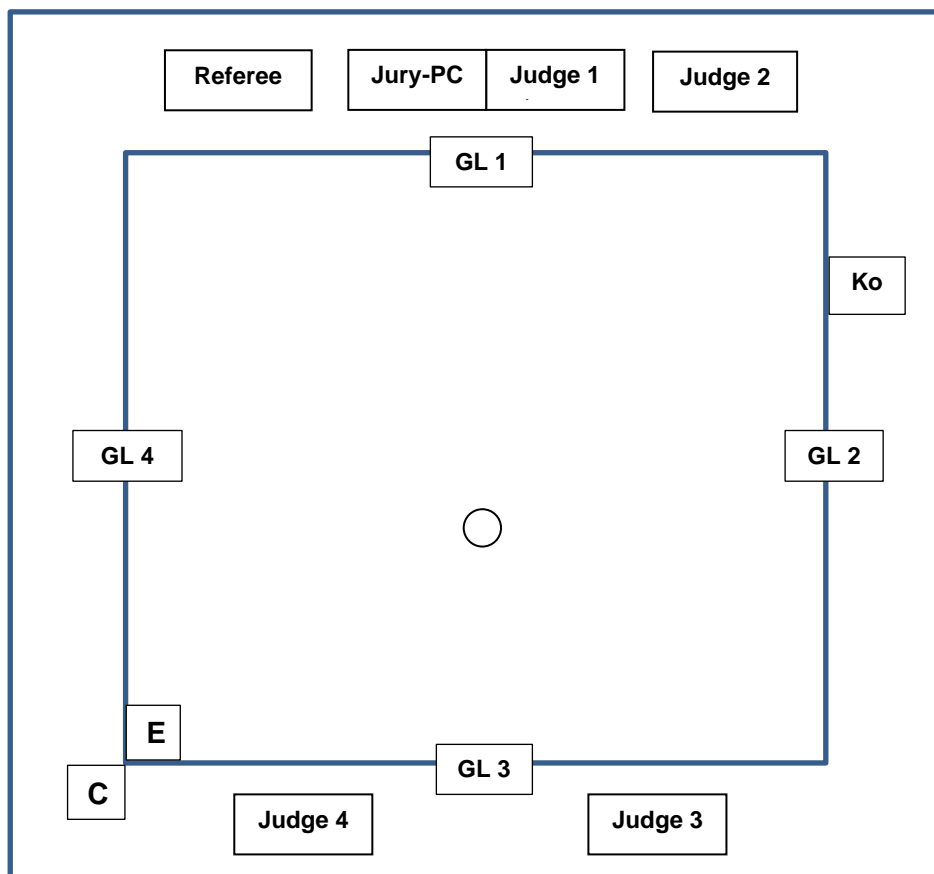 Referee
Jury-PC
Judge 1
Judge 2
GL 1
Ko
GL 4
GL 2
E
GL 3
C
Judge 4
Judge 3